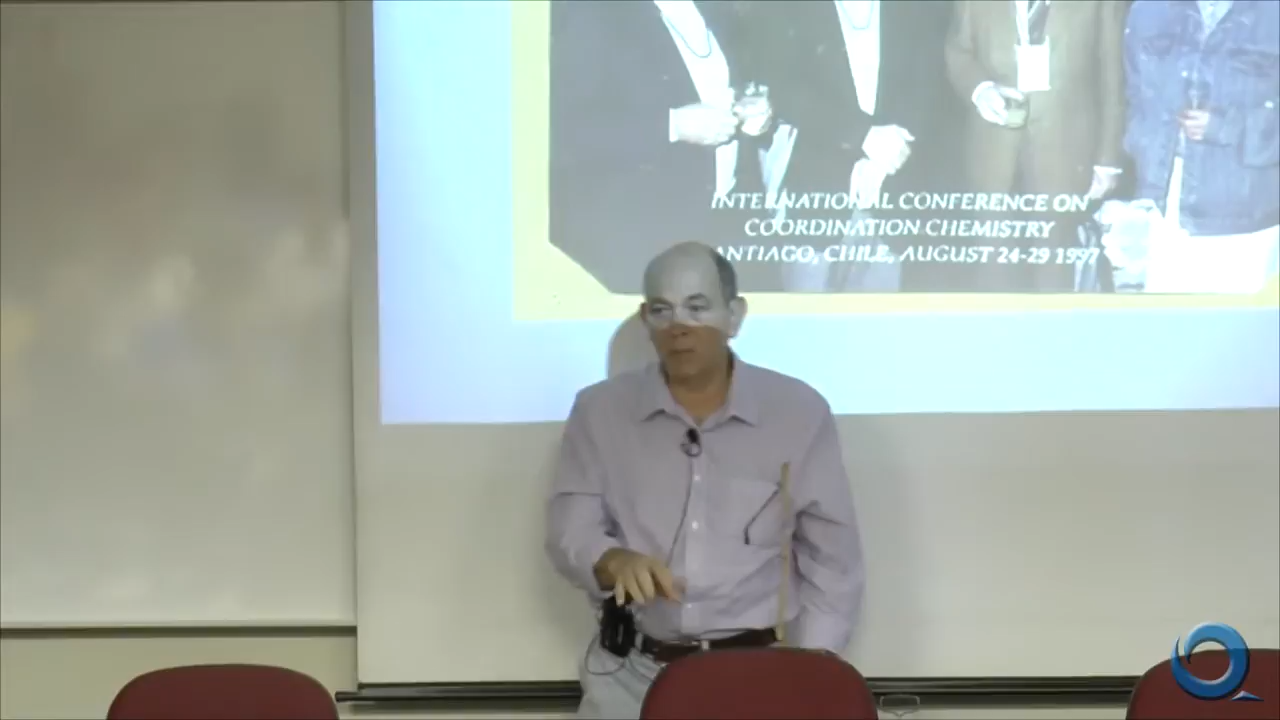 INTERNATIONAL CONFERENCE ON
COORDINATION CHEMISTRY
ANTIAGO, CHILE, AUGUST 24-29 1997